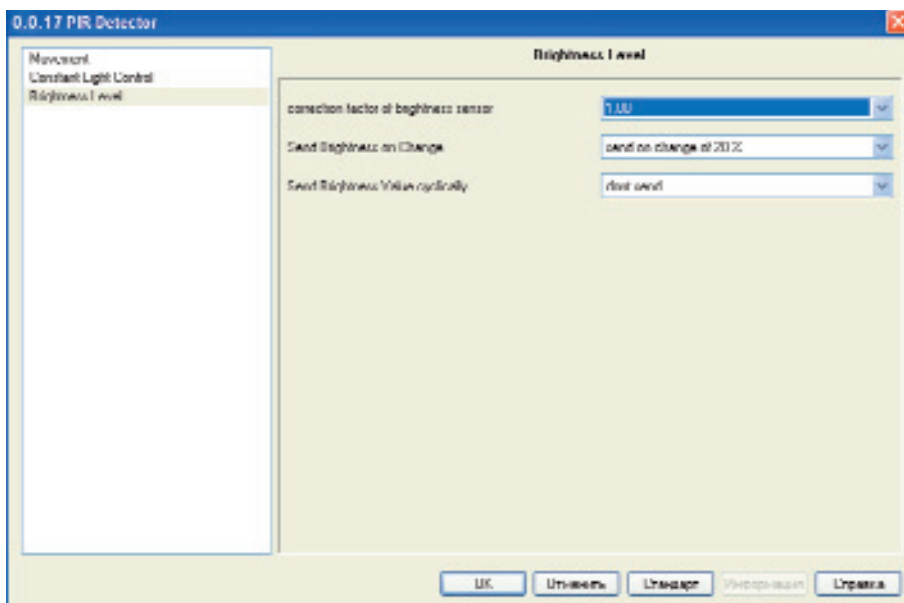 0.0.17 PIR Detector
Movement
Constant Light Control
Brightness Level
Brightness Level
correction factor of brightness sensor
1.00
Send Brightness on Change
send on change of 20%
Send Brightness Value cyclically
dont send
OK
Отменить
Стандарт
Информация
Справка